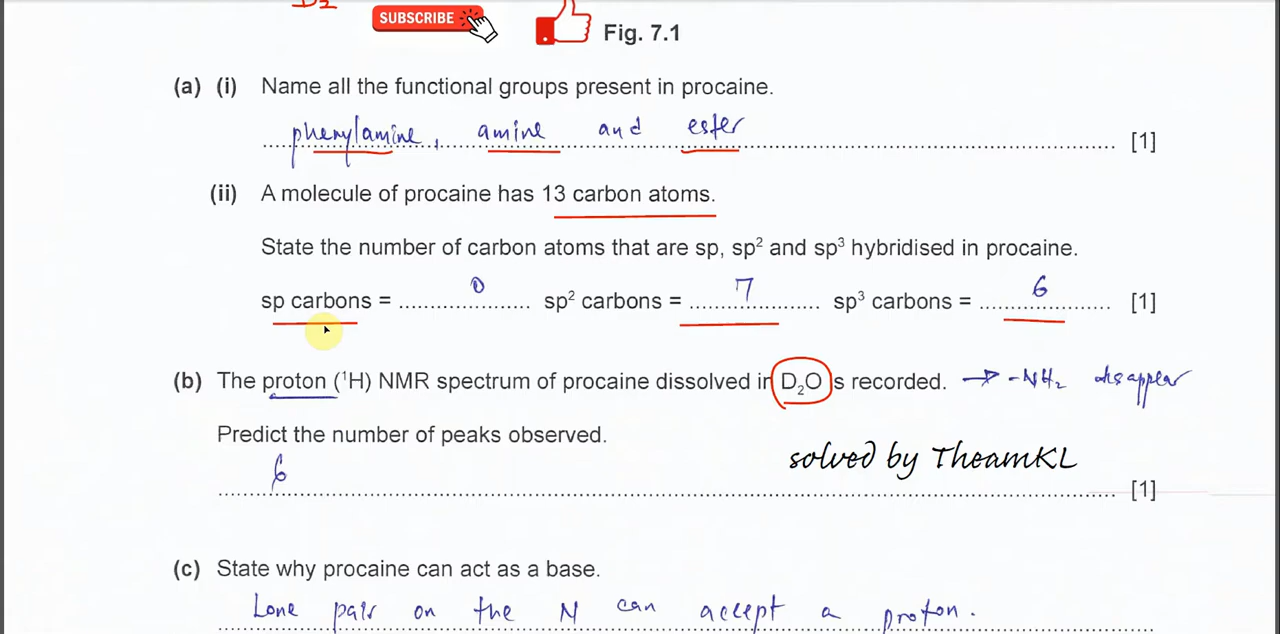 SUBSCRIBE
Fig. 7.1
(a) (i) Name all the functional groups present in procaine.
phenylamine, amine and ester
[1]
(ii) A molecule of procaine has 13 carbon atoms.
State the number of carbon atoms that are sp, sp² and sp³ hybridised in procaine.
sp carbons = 0 sp² carbons = 7 sp³ carbons = 6 [1]
(b) The proton (¹H) NMR spectrum of procaine dissolved in D₂O is recorded. → -NH₂ disappear
Predict the number of peaks observed.
solved by TheamKL
6
[1]
(c) State why procaine can act as a base.
Lone pair on the N can accept a proton.